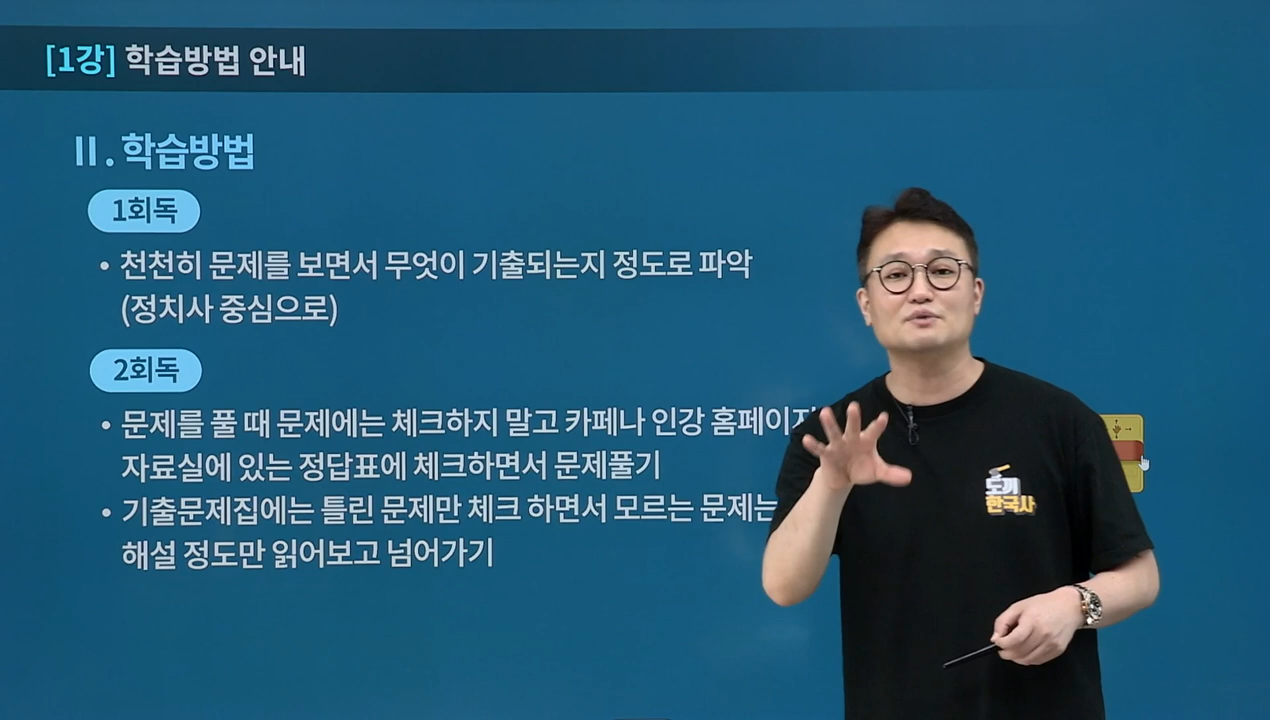 [1강] 학습방법 안내
Ⅱ. 학습방법
1회독
• 천천히 문제를 보면서 무엇이 기출되는지 정도로 파악
(정치사 중심으로)
2회독
• 문제를 풀 때 문제에는 체크하지 말고 카페나 인강 홈페이지
자료실에 있는 정답표에 체크하면서 문제풀기
• 기출문제집에는 틀린 문제만 체크 하면서 모르는 문제는
해설 정도만 읽어보고 넘어가기
도끼
한국사